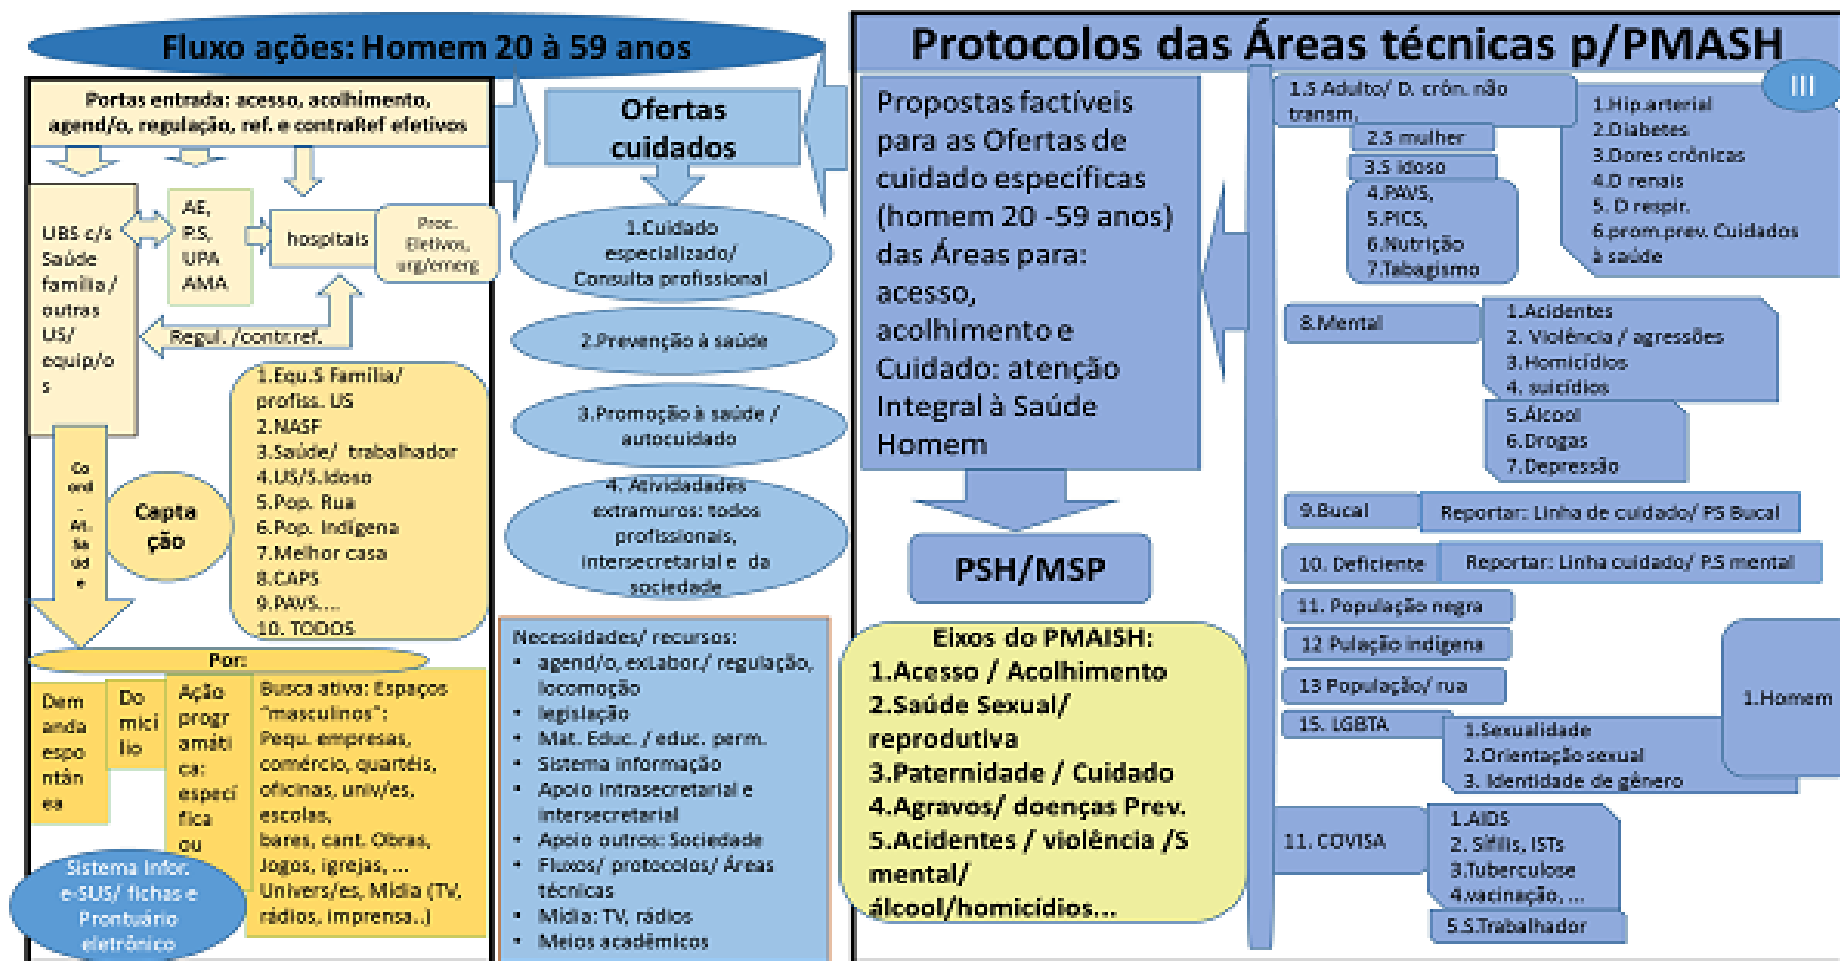 Fluxo ações: Homem 20 à 59 anos
Portas entrada: acesso, acolhimento,
agend/o, regulação, ref. e contraRef efetivos
UBS c/s
Saúde
família/
outras
US/
equip/o
s
AE,
P.S,
UPA
AMA
hospitais
Proc.
Eletivos,
urg/emerg
Regul. /contr.ref.
Co
ord
-
At.
Sa
úd
e
Capta
ção
1.Equ.S Família/
profiss. US
2.NASF
3.Saúde/ trabalhador
4.US/S.Idoso
5.Pop. Rua
6.Pop. Indígena
7.Melhor casa
8.CAPS
9.PAVS....
10. TODOS
Por:
Dem
anda
espo
ntân
ea
Do
mici
lio
Ação
progr
amáti
ca:
especí
fica
ou
Busca ativa: Espaços
"masculinos":
Pequ. empresas,
comércio, quartéis,
oficinas, univ/es,
escolas,
bares, cant. Obras,
Jogos, igrejas, ...
Univers/es, Mídia (TV,
rádios, imprensa..)
Sistema Infor.
e-SUS/ fichas e
Prontuário
eletrônico
Ofertas
cuidados
1.Cuidado
especializado/
Consulta profissional
2.Prevenção à saúde
3.Promoção à saúde /
autocuidado
4. Atividadades
extramuros: todos
profissionais,
intersecretarial e da
sociedade
Necessidades/ recursos:
• agend/o, exLabor./ regulação,
locomoção
• legislação
• Mat. Educ. / educ. perm.
• Sistema informação
• Apoio intrasecretarial e
intersecretarial
• Apoio outros: Sociedade
• Fluxos/ protocolos/ Áreas
técnicas
• Mídia: TV, rádios
• Meios acadêmicos
Protocolos das Áreas técnicas p/PMASH
III
Propostas factíveis
para as Ofertas de
cuidado específicas
(homem 20 -59 anos)
das Áreas para:
acesso,
acolhimento e
Cuidado: atenção
Integral à Saúde
Homem
PSH/MSP
Eixos do PMAISH:
1.Acesso / Acolhimento
2.Saúde Sexual/
reprodutiva
3.Paternidade / Cuidado
4.Agravos/ doenças Prev.
5.Acidentes / violência /S
mental/
álcool/homicídios...
1.S Adulto/ D. crôn. não
transm,
2.S mulher
3.S idoso
4.PAVS,
5.PICS,
6.Nutrição
7.Tabagismo
1.Hip.arterial
2.Diabetes
3.Dores crônicas
4.D renais
5. D respir.
6.prom.prev. Cuidados
à saúde
8.Mental
1.Acidentes
2. Violência / agressões
3.Homicídios
4. suicídios
5.Álcool
6.Drogas
7.Depressão
9.Bucal
Reportar: Linha de cuidado/ PS Bucal
10. Deficiente
Reportar: Linha cuidado/ P.S mental
11. População negra
12 Pulação indígena
13 População/ rua
15. LGBTA
1.Sexualidade
2.Orientação sexual
3. Identidade de gênero
1.Homem
11. COVISA
1.AIDS
2. Sífilis, ISTs
3.Tuberculose
4.vacinação, ...
5.S.Trabalhador